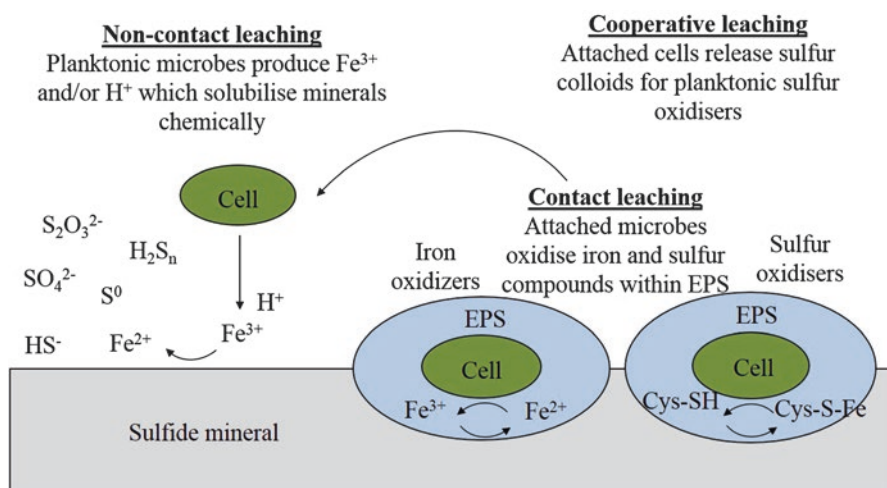 Non-contact leaching
Planktonic microbes produce Fe³⁺
and/or H⁺ which solubilise minerals
chemically
Cooperative leaching
Attached cells release sulfur
colloids for planktonic sulfur
oxidisers
Cell
Contact leaching
Attached microbes
oxidise iron and sulfur
compounds within EPS
S₂O₃²⁻
H₂Sₙ
SO₄²⁻
S⁰
H⁺
HS⁻
Fe²⁺
Fe³⁺
Iron
oxidizers
Sulfur
oxidisers
EPS
Cell
Fe³⁺
Fe²⁺
EPS
Cell
Cys-SH
Cys-S-Fe
Sulfide mineral